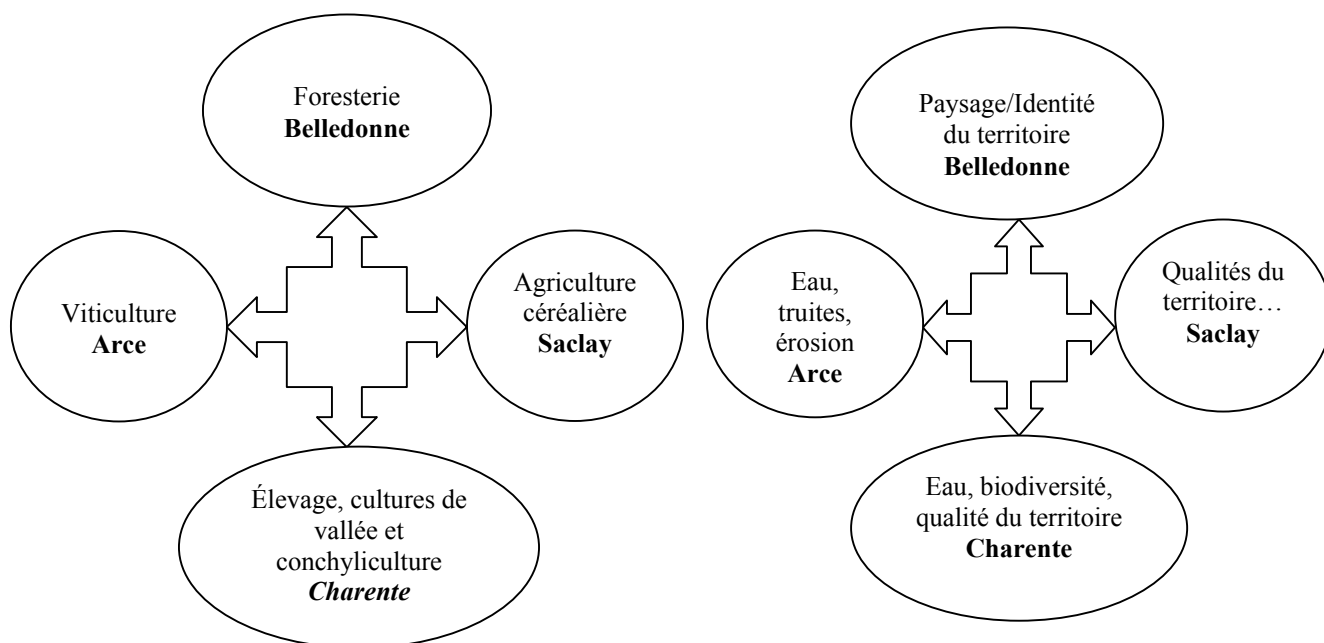 Foresterie
Belledonne
Viticulture
Arce
Agriculture
céréalière
Saclay
Élevage, cultures de
vallée et
conchyliculture
Charente
Paysage/Identité
du territoire
Belledonne
Eau,
truites,
érosion
Arce
Qualités du
territoire…
Saclay
Eau, biodiversité,
qualité du territoire
Charente